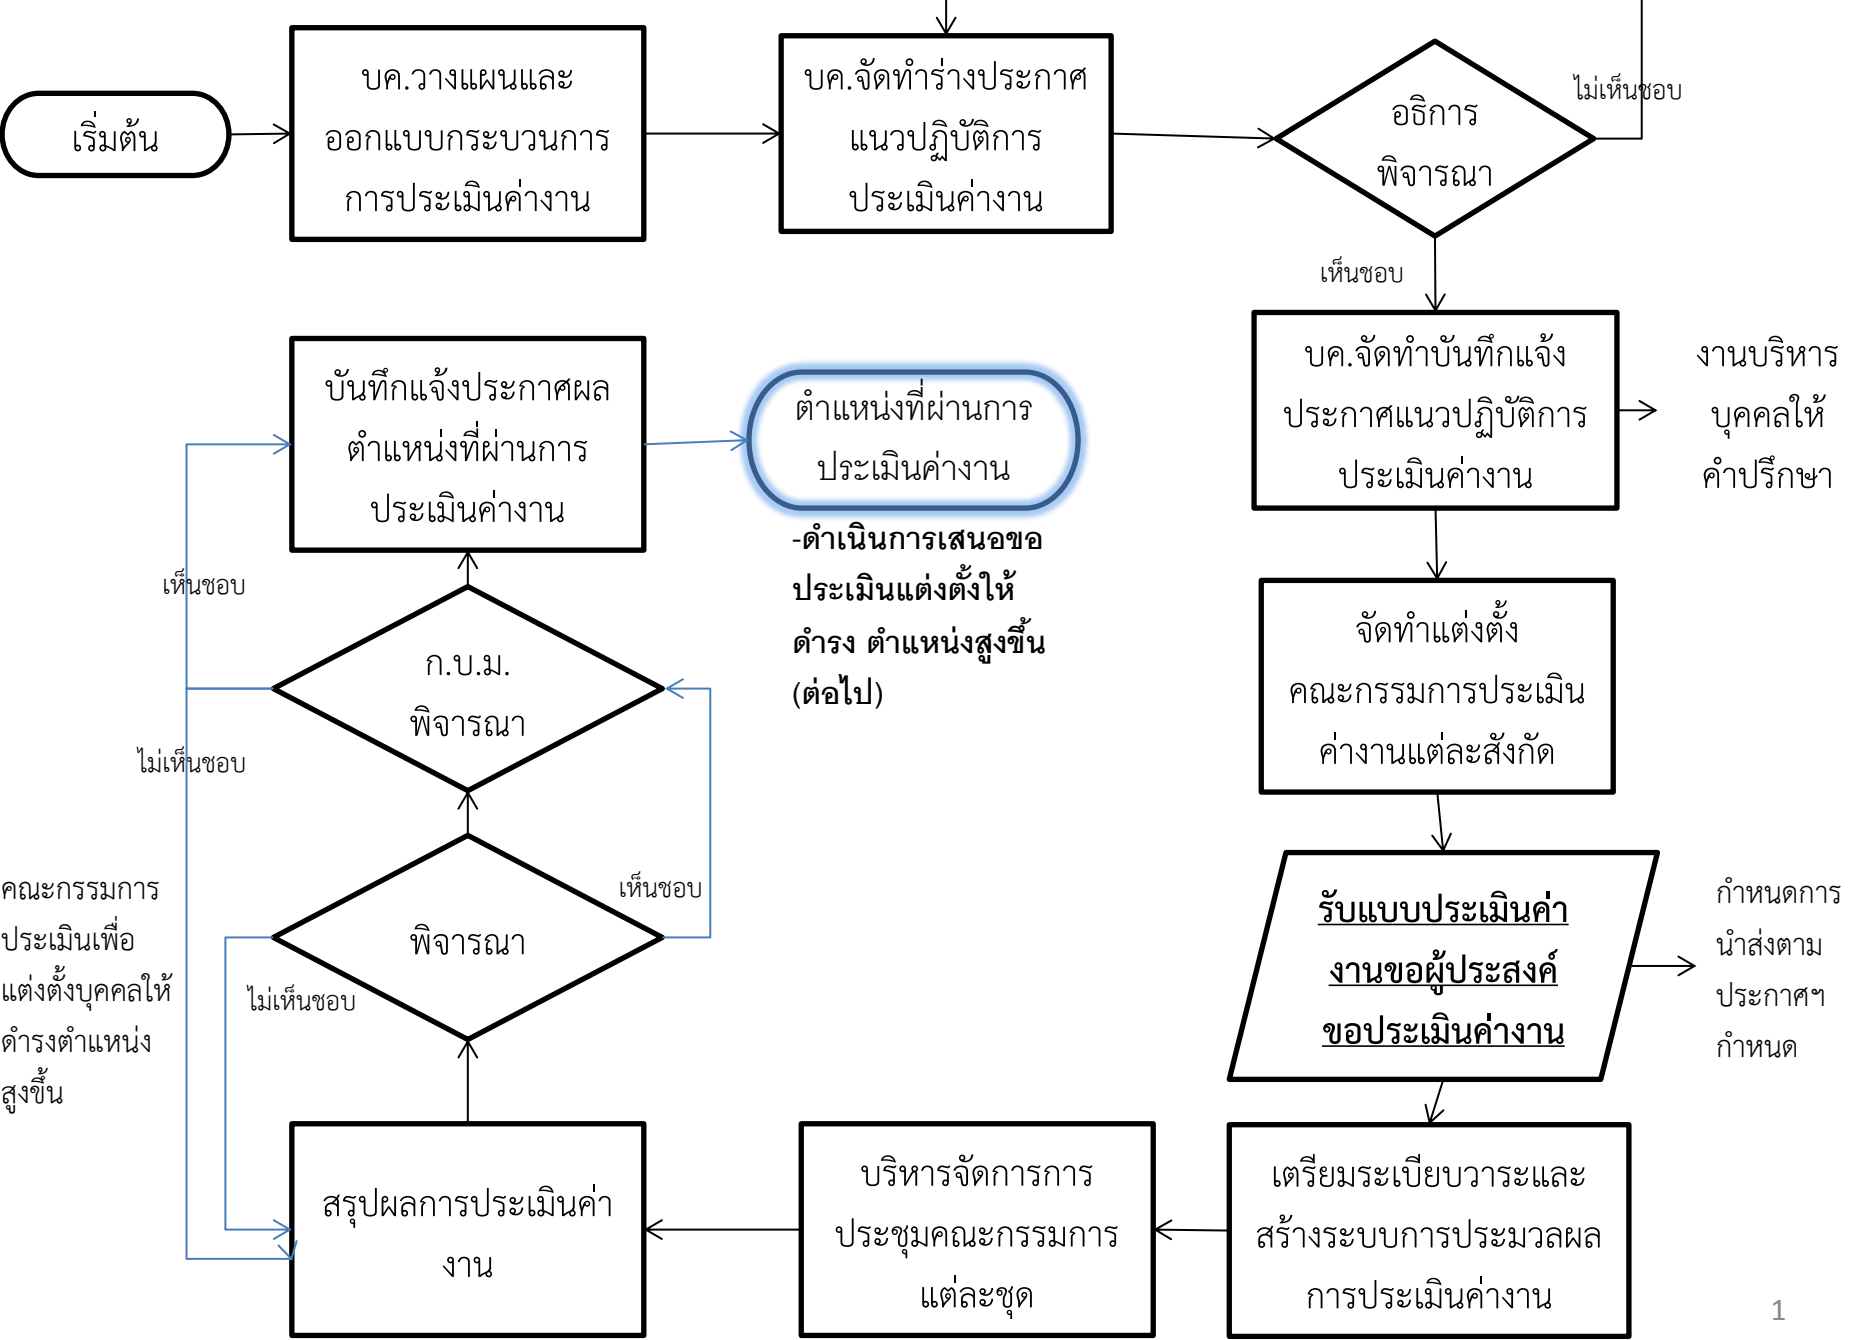 เริ่มต้น
บค.วางแผนและ
ออกแบบกระบวนการ
การประเมินค่างาน
บค.จัดทำร่างประกาศ
แนวปฏิบัติการ
ประเมินค่างาน
อธิการ
พิจารณา
ไม่เห็นชอบ
เห็นชอบ
บค.จัดทำบันทึกแจ้ง
ประกาศแนวปฏิบัติการ
ประเมินค่างาน
งานบริหาร
บุคคลให้
คำปรึกษา
จัดทำแต่งตั้ง
คณะกรรมการประเมิน
ค่างานแต่ละสังกัด
รับแบบประเมินค่า
งานขอผู้ประสงค์
ขอประเมินค่างาน
กำหนดการ
นำส่งตาม
ประกาศฯ
กำหนด
เตรียมระเบียบวาระและ
สร้างระบบการประมวลผล
การประเมินค่างาน
บริหารจัดการการ
ประชุมคณะกรรมการ
แต่ละชุด
สรุปผลการประเมินค่า
งาน
พิจารณา
เห็นชอบ
ไม่เห็นชอบ
คณะกรรมการ
ประเมินเพื่อ
แต่งตั้งบุคคลให้
ดำรงตำแหน่ง
สูงขึ้น
ก.บ.ม.
พิจารณา
เห็นชอบ
ไม่เห็นชอบ
บันทึกแจ้งประกาศผล
ตำแหน่งที่ผ่านการ
ประเมินค่างาน
ตำแหน่งที่ผ่านการ
ประเมินค่างาน
-ดำเนินการเสนอขอ
ประเมินแต่งตั้งให้
ดำรง ตำแหน่งสูงขึ้น
(ต่อไป)
1